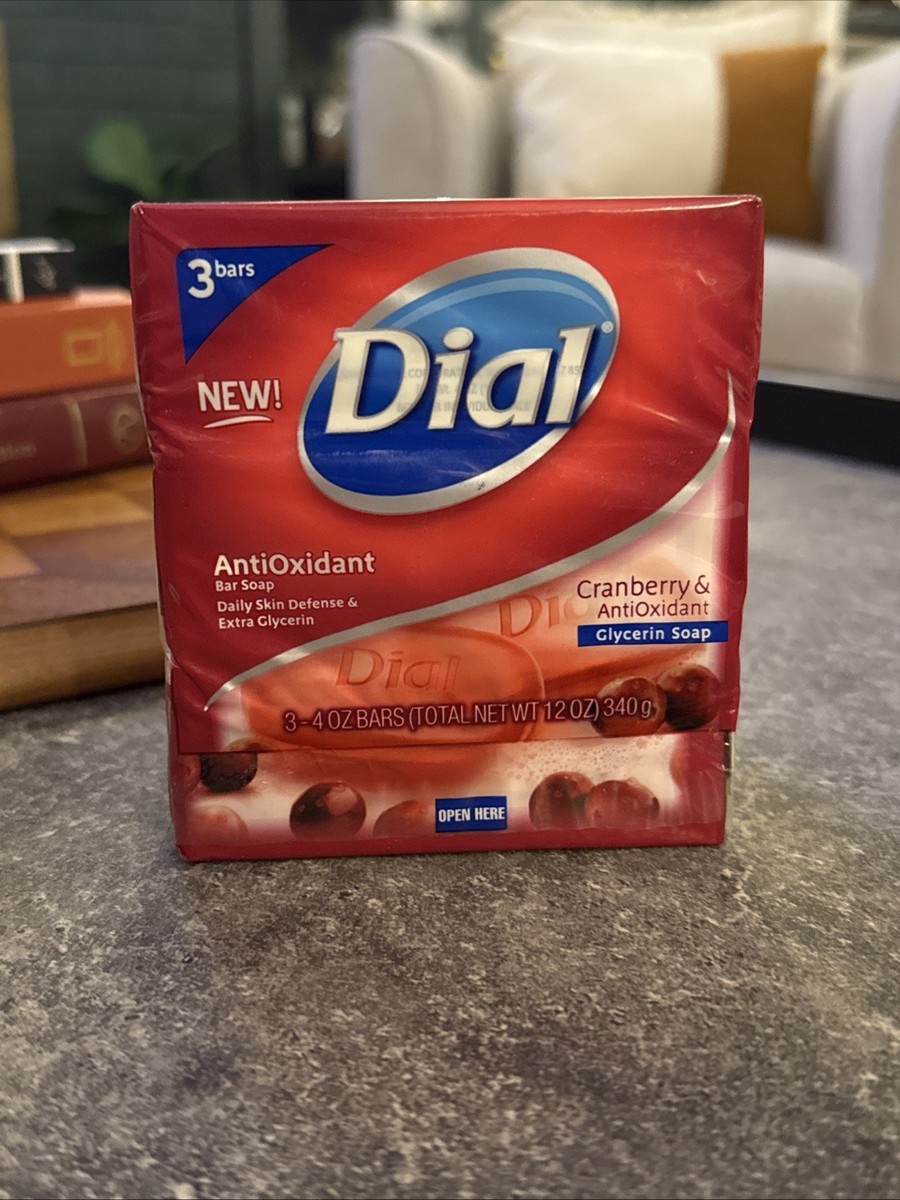 3 bars
NEW!
Dial®
AntiOxidant
Bar Soap
Daily Skin Defense &
Extra Glycerin
Cranberry &
AntiOxidant
Glycerin Soap
Dial
Dial
3 - 4 OZ BARS (TOTAL NET WT 12 OZ) 340 g
OPEN HERE